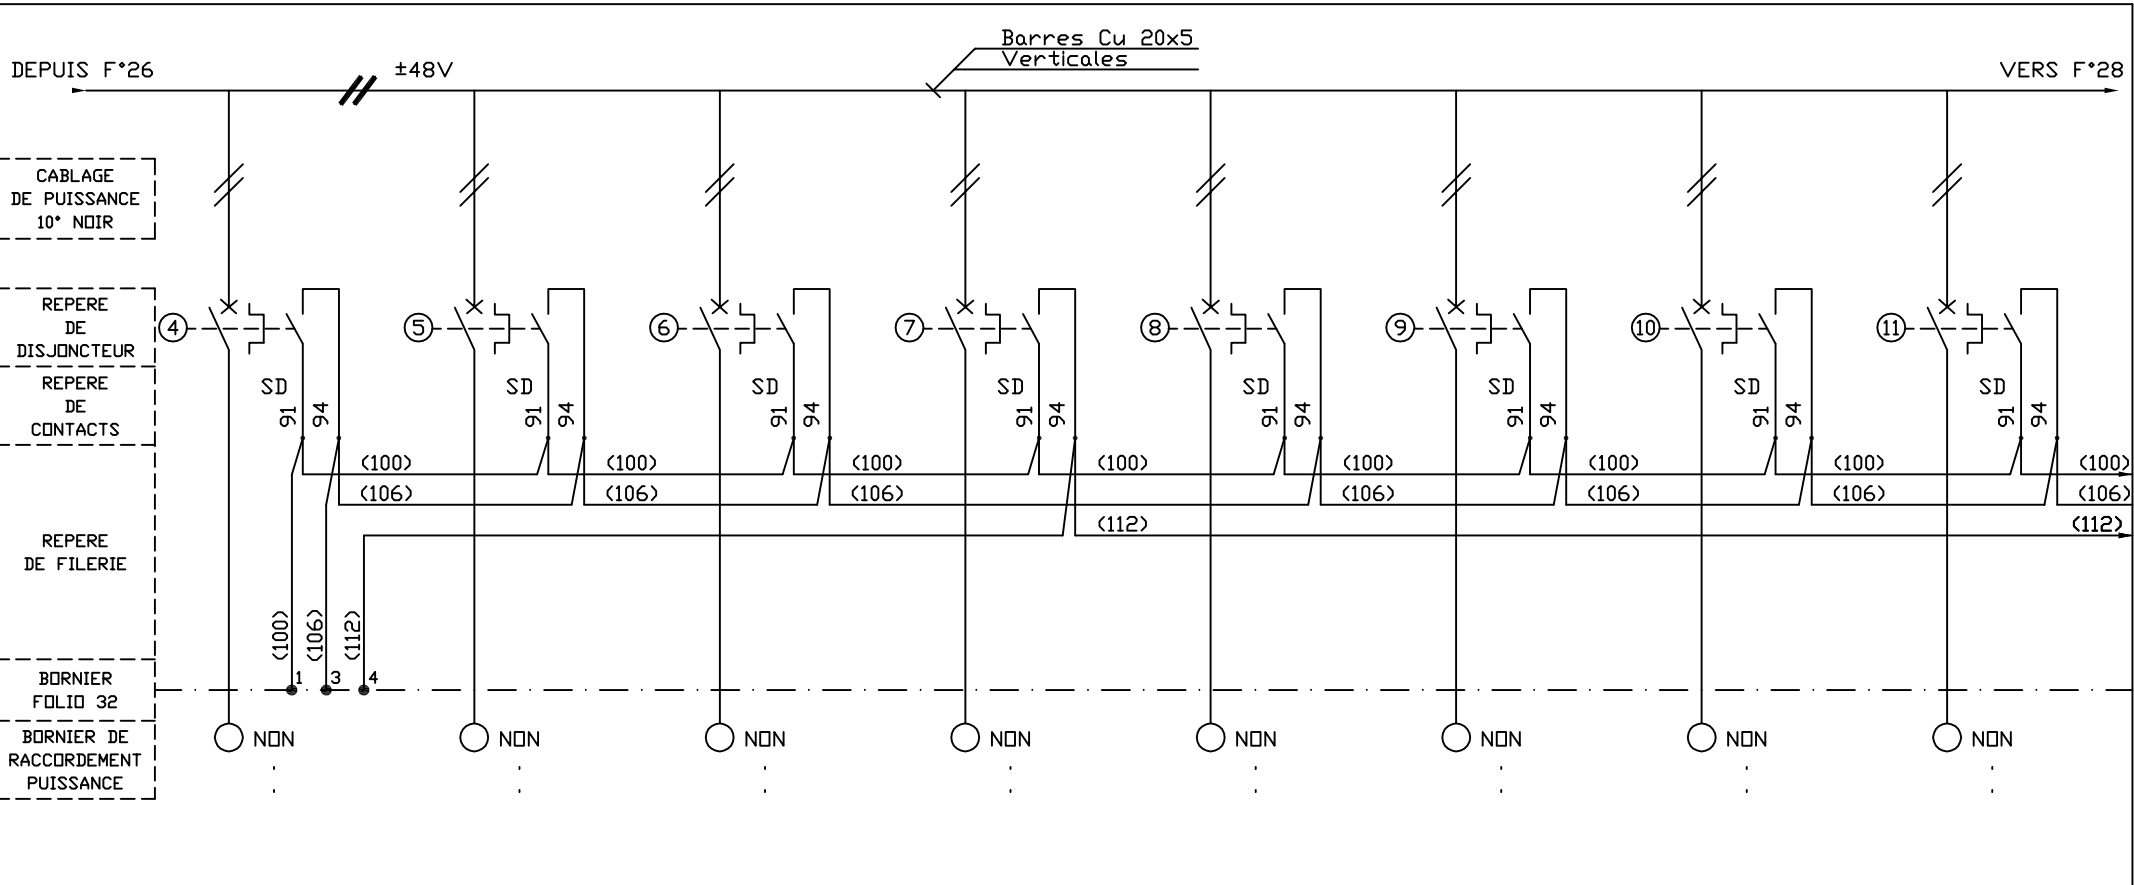 Barres Cu 20x5
Verticales
DEPUIS F°26
±48V
VERS F°28
CABLAGE
DE PUISSANCE
10° NOIR
REPERE
DE
DISJONCTEUR
4 5 6 7 8 9 10 11
REPERE
DE
CONTACTS
SD SD SD SD SD SD SD SD
91 94 91 94 91 94 91 94 91 94 91 94 91 94 91 94
(100) (100) (100) (100) (100) (100) (100) (100)
(106) (106) (106) (106) (106) (106) (106)
(112) (112)
REPERE
DE FILERIE
(100) (106) (112)
1 3 4
BORNIER
FOLIO 32
BORNIER DE
RACCORDEMENT
PUISSANCE
NON NON NON NON NON NON NON NON